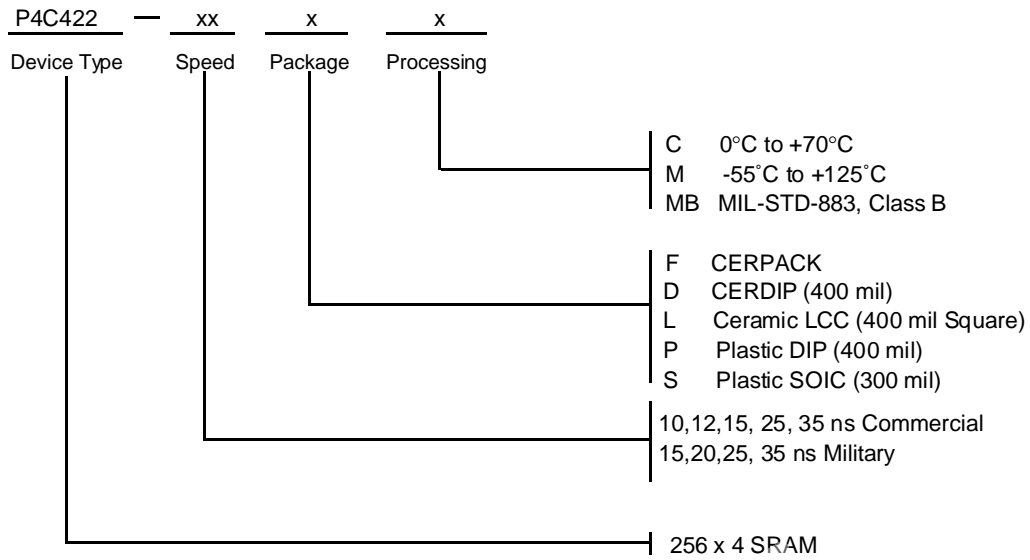 P4C422 — xx x x
Device Type Speed Package Processing
C 0°C to +70°C
M -55˚C to +125˚C
MB MIL-STD-883, Class B
F CERPACK
D CERDIP (400 mil)
L Ceramic LCC (400 mil Square)
P Plastic DIP (400 mil)
S Plastic SOIC (300 mil)
10,12,15, 25, 35 ns Commercial
15,20,25, 35 ns Military
256 x 4 SRAM